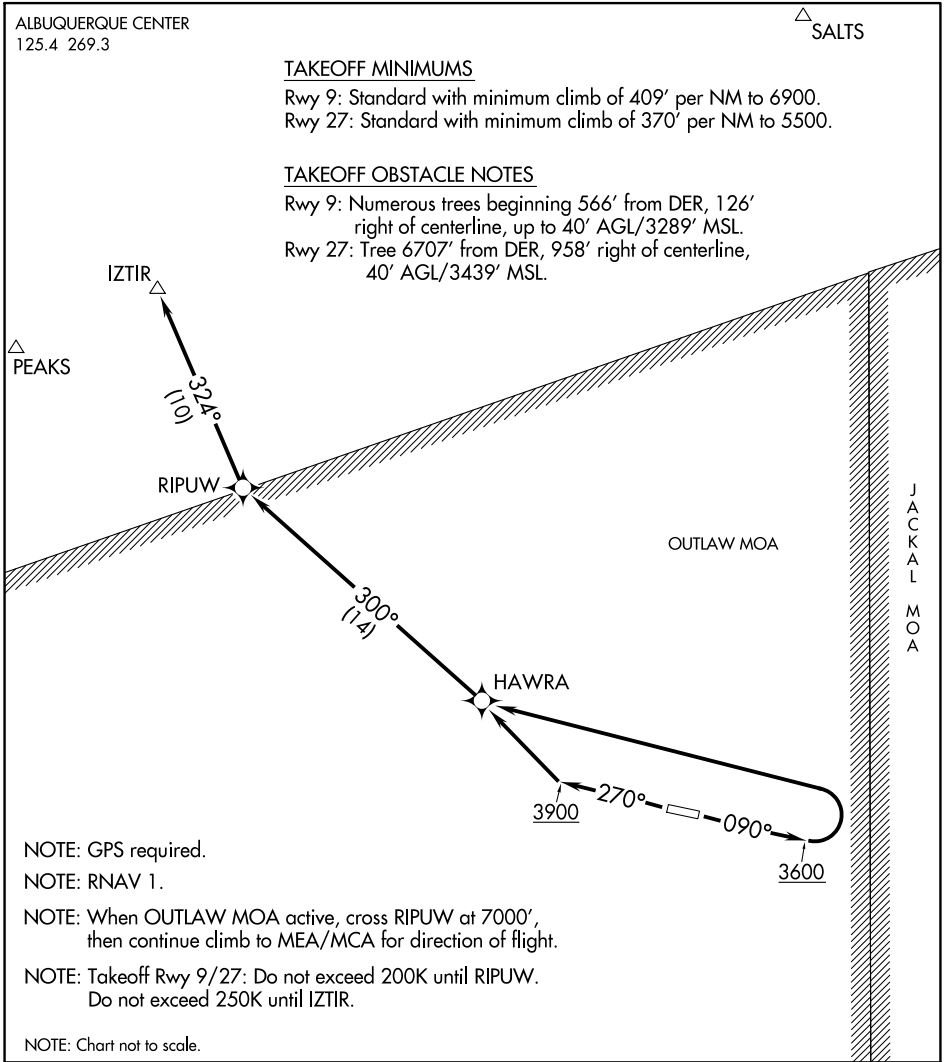 ALBUQUERQUE CENTER
125.4 269.3
SALTS
TAKEOFF MINIMUMS
Rwy 9: Standard with minimum climb of 409' per NM to 6900.
Rwy 27: Standard with minimum climb of 370' per NM to 5500.
TAKEOFF OBSTACLE NOTES
Rwy 9: Numerous trees beginning 566' from DER, 126'
right of centerline, up to 40' AGL/3289' MSL.
Rwy 27: Tree 6707' from DER, 958' right of centerline,
40' AGL/3439' MSL.
IZTIR
PEAKS
324°
(10)
RIPUW
JACKAL MOA
OUTLAW MOA
300°
(14)
HAWRA
270°
3900
090°
3600
NOTE: GPS required.
NOTE: RNAV 1.
NOTE: When OUTLAW MOA active, cross RIPUW at 7000',
then continue climb to MEA/MCA for direction of flight.
NOTE: Takeoff Rwy 9/27: Do not exceed 200K until RIPUW.
Do not exceed 250K until IZTIR.
NOTE: Chart not to scale.